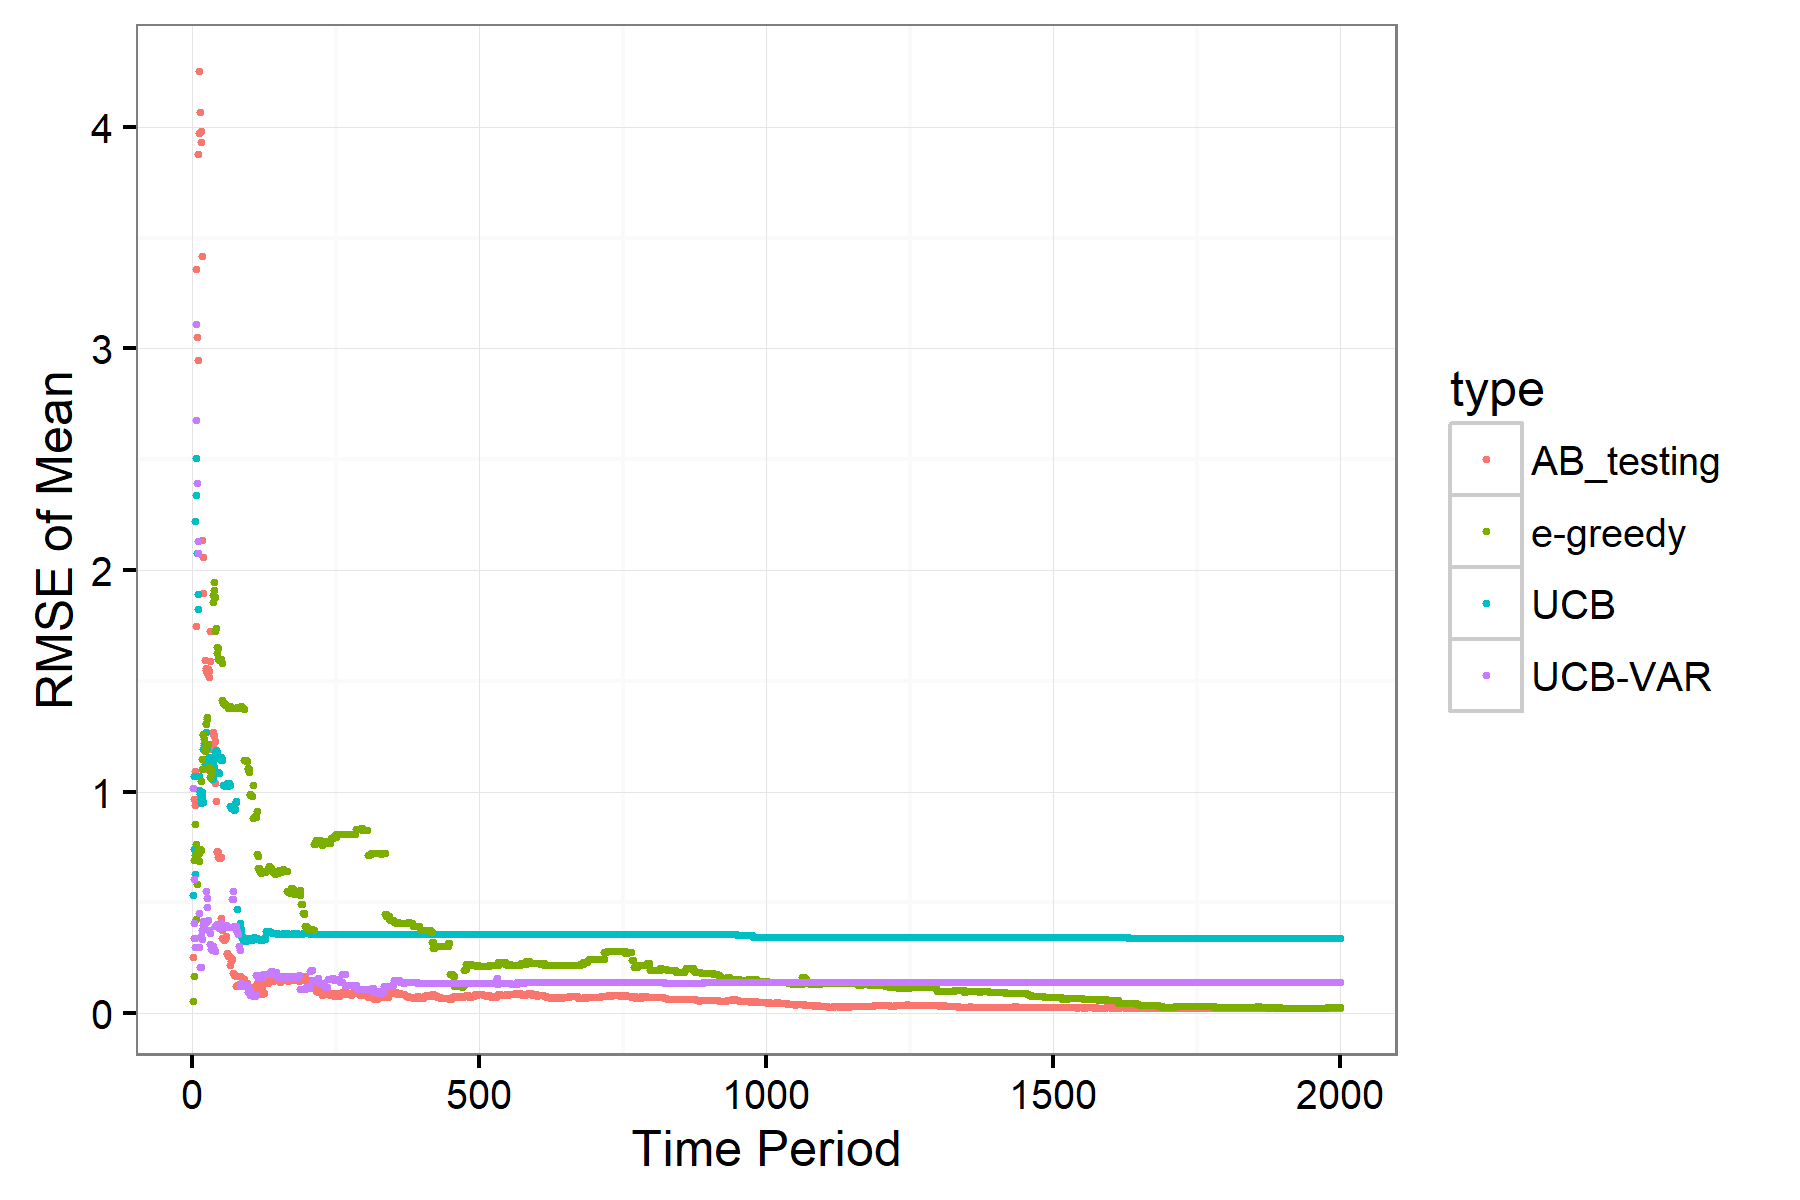 RMSE of Mean
4
3
2
1
0
0 500 1000 1500 2000
Time Period
type
AB_testing
e-greedy
UCB
UCB-VAR